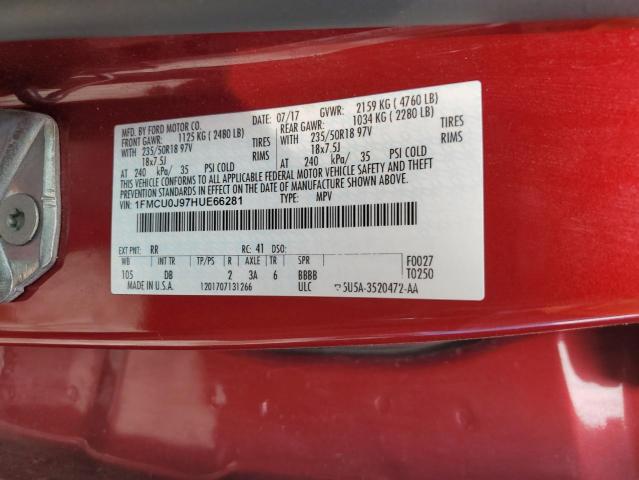 MFD. BY FORD MOTOR CO.
DATE: 07/17 GVWR: 2159 KG ( 4760 LB)
FRONT GAWR: 1125 KG ( 2480 LB) REAR GAWR: 1034 KG ( 2280 LB)
WITH 235/50R18 97V TIRES WITH 235/50R18 97V TIRES
18x7.5J RIMS 18x7.5J RIMS
AT 240 kPa/ 35 PSI COLD AT 240 kPa/ 35 PSI COLD
THIS VEHICLE CONFORMS TO ALL APPLICABLE FEDERAL MOTOR VEHICLE SAFETY AND THEFT
PREVENTION STANDARDS IN EFFECT ON THE DATE OF MANUFACTURE SHOWN ABOVE.
VIN: 1FMCU0J97HUE66281 TYPE: MPV
EXT PNT: RR RC: 41 DSO:
WB INT TR TP/PS R AXLE TR SPR F0027
105 DB 2 3A 6 BBBB T0250
MADE IN U.S.A. 1201707131266 ULC 5U5A-3520472-AA